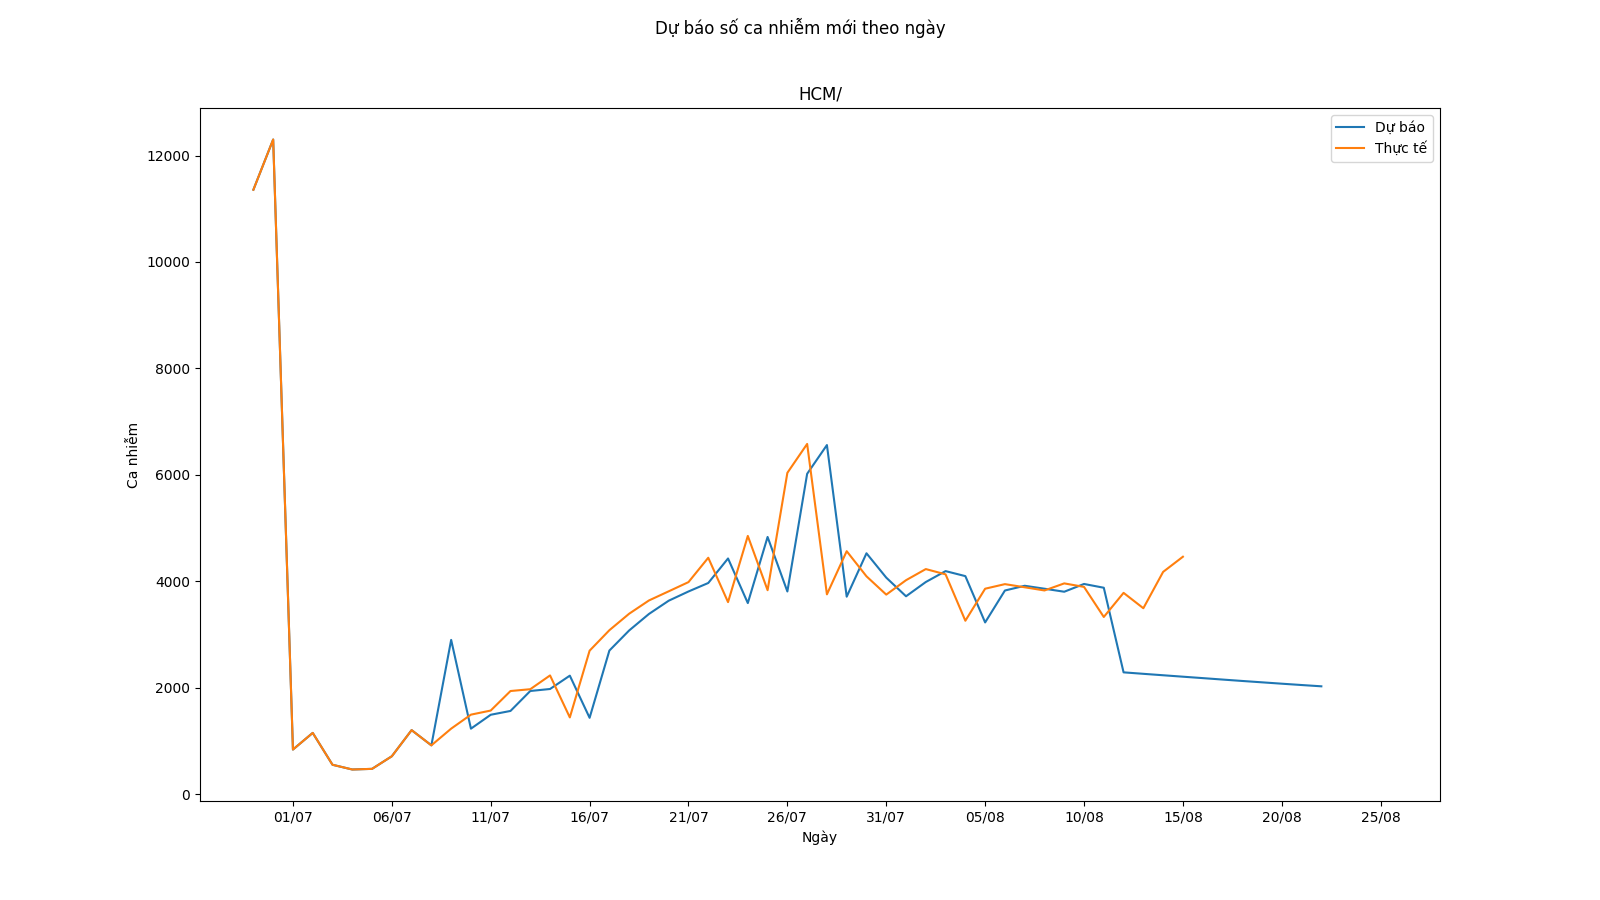 Dự báo số ca nhiễm mới theo ngày
HCM/
Dự báo
Thực tế
12000
10000
8000
6000
4000
2000
0
Ca nhiễm
01/07 06/07 11/07 16/07 21/07 26/07 31/07 05/08 10/08 15/08 20/08 25/08
Ngày